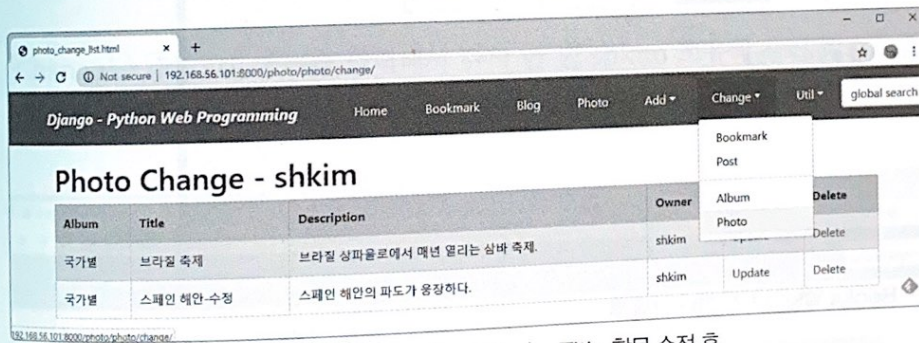 photo_change_list.html × +
Not secure | 192.168.56.101:8000/photo/photo/change/
Django - Python Web Programming Home Bookmark Blog Photo Add Change Util global search
Bookmark
Post
Album
Photo
Photo Change - shkim
Album Title Description Owner Delete
국가별 브라질 축제 브라질 상파울로에서 매년 열리는 삼바 축제. shkim Delete
국가별 스페인 해안-수정 스페인 해안의 파도가 웅장하다. shkim Update Delete
192.168.56.101:8000/photo/photo/change/
항목 수정 후